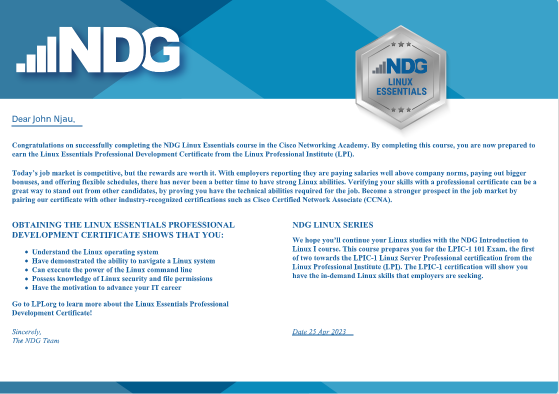 NDG
NDG
LINUX
ESSENTIALS
Dear John Njau,
Congratulations on successfully completing the NDG Linux Essentials course in the Cisco Networking Academy. By completing this course, you are now prepared to
earn the Linux Essentials Professional Development Certificate from the Linux Professional Institute (LPI).
Today's job market is competitive, but the rewards are worth it. With employers reporting they are paying salaries well above company norms, paying out bigger
bonuses, and offering flexible schedules, there has never been a better time to have strong Linux abilities. Verifying your skills with a professional certificate can be a
great way to stand out from other candidates, by proving you have the technical abilities required for the job. Become a stronger prospect in the job market by
pairing our certificate with other industry-recognized certifications such as Cisco Certified Network Associate (CCNA).
OBTAINING THE LINUX ESSENTIALS PROFESSIONAL
DEVELOPMENT CERTIFICATE SHOWS THAT YOU:
• Understand the Linux operating system
• Have demonstrated the ability to navigate a Linux system
• Can execute the power of the Linux command line
• Possess knowledge of Linux security and file permissions
• Have the motivation to advance your IT career
Go to LPI.org to learn more about the Linux Essentials Professional
Development Certificate!
Sincerely,
The NDG Team
NDG LINUX SERIES
We hope you'll continue your Linux studies with the NDG Introduction to
Linux I course. This course prepares you for the LPIC-1 101 Exam, the first
of two towards the LPIC-1 Linux Server Professional certification from the
Linux Professional Institute (LPI). The LPIC-1 certification will show you
have the in-demand Linux skills that employers are seeking.
Date 25 Apr 2023